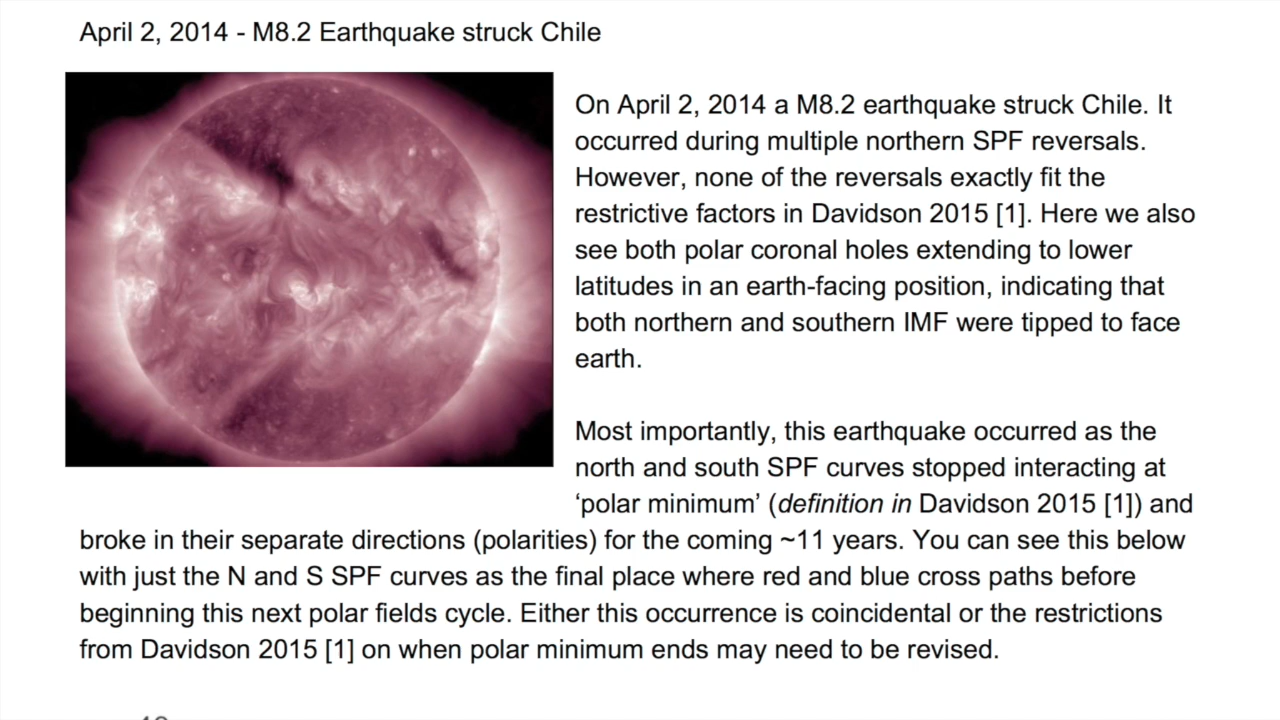 April 2, 2014 - M8.2 Earthquake struck Chile
On April 2, 2014 a M8.2 earthquake struck Chile. It
occurred during multiple northern SPF reversals.
However, none of the reversals exactly fit the
restrictive factors in Davidson 2015 [1]. Here we also
see both polar coronal holes extending to lower
latitudes in an earth-facing position, indicating that
both northern and southern IMF were tipped to face
earth.
Most importantly, this earthquake occurred as the
north and south SPF curves stopped interacting at
‘polar minimum’ (definition in Davidson 2015 [1]) and
broke in their separate directions (polarities) for the coming ~11 years. You can see this below
with just the N and S SPF curves as the final place where red and blue cross paths before
beginning this next polar fields cycle. Either this occurrence is coincidental or the restrictions
from Davidson 2015 [1] on when polar minimum ends may need to be revised.